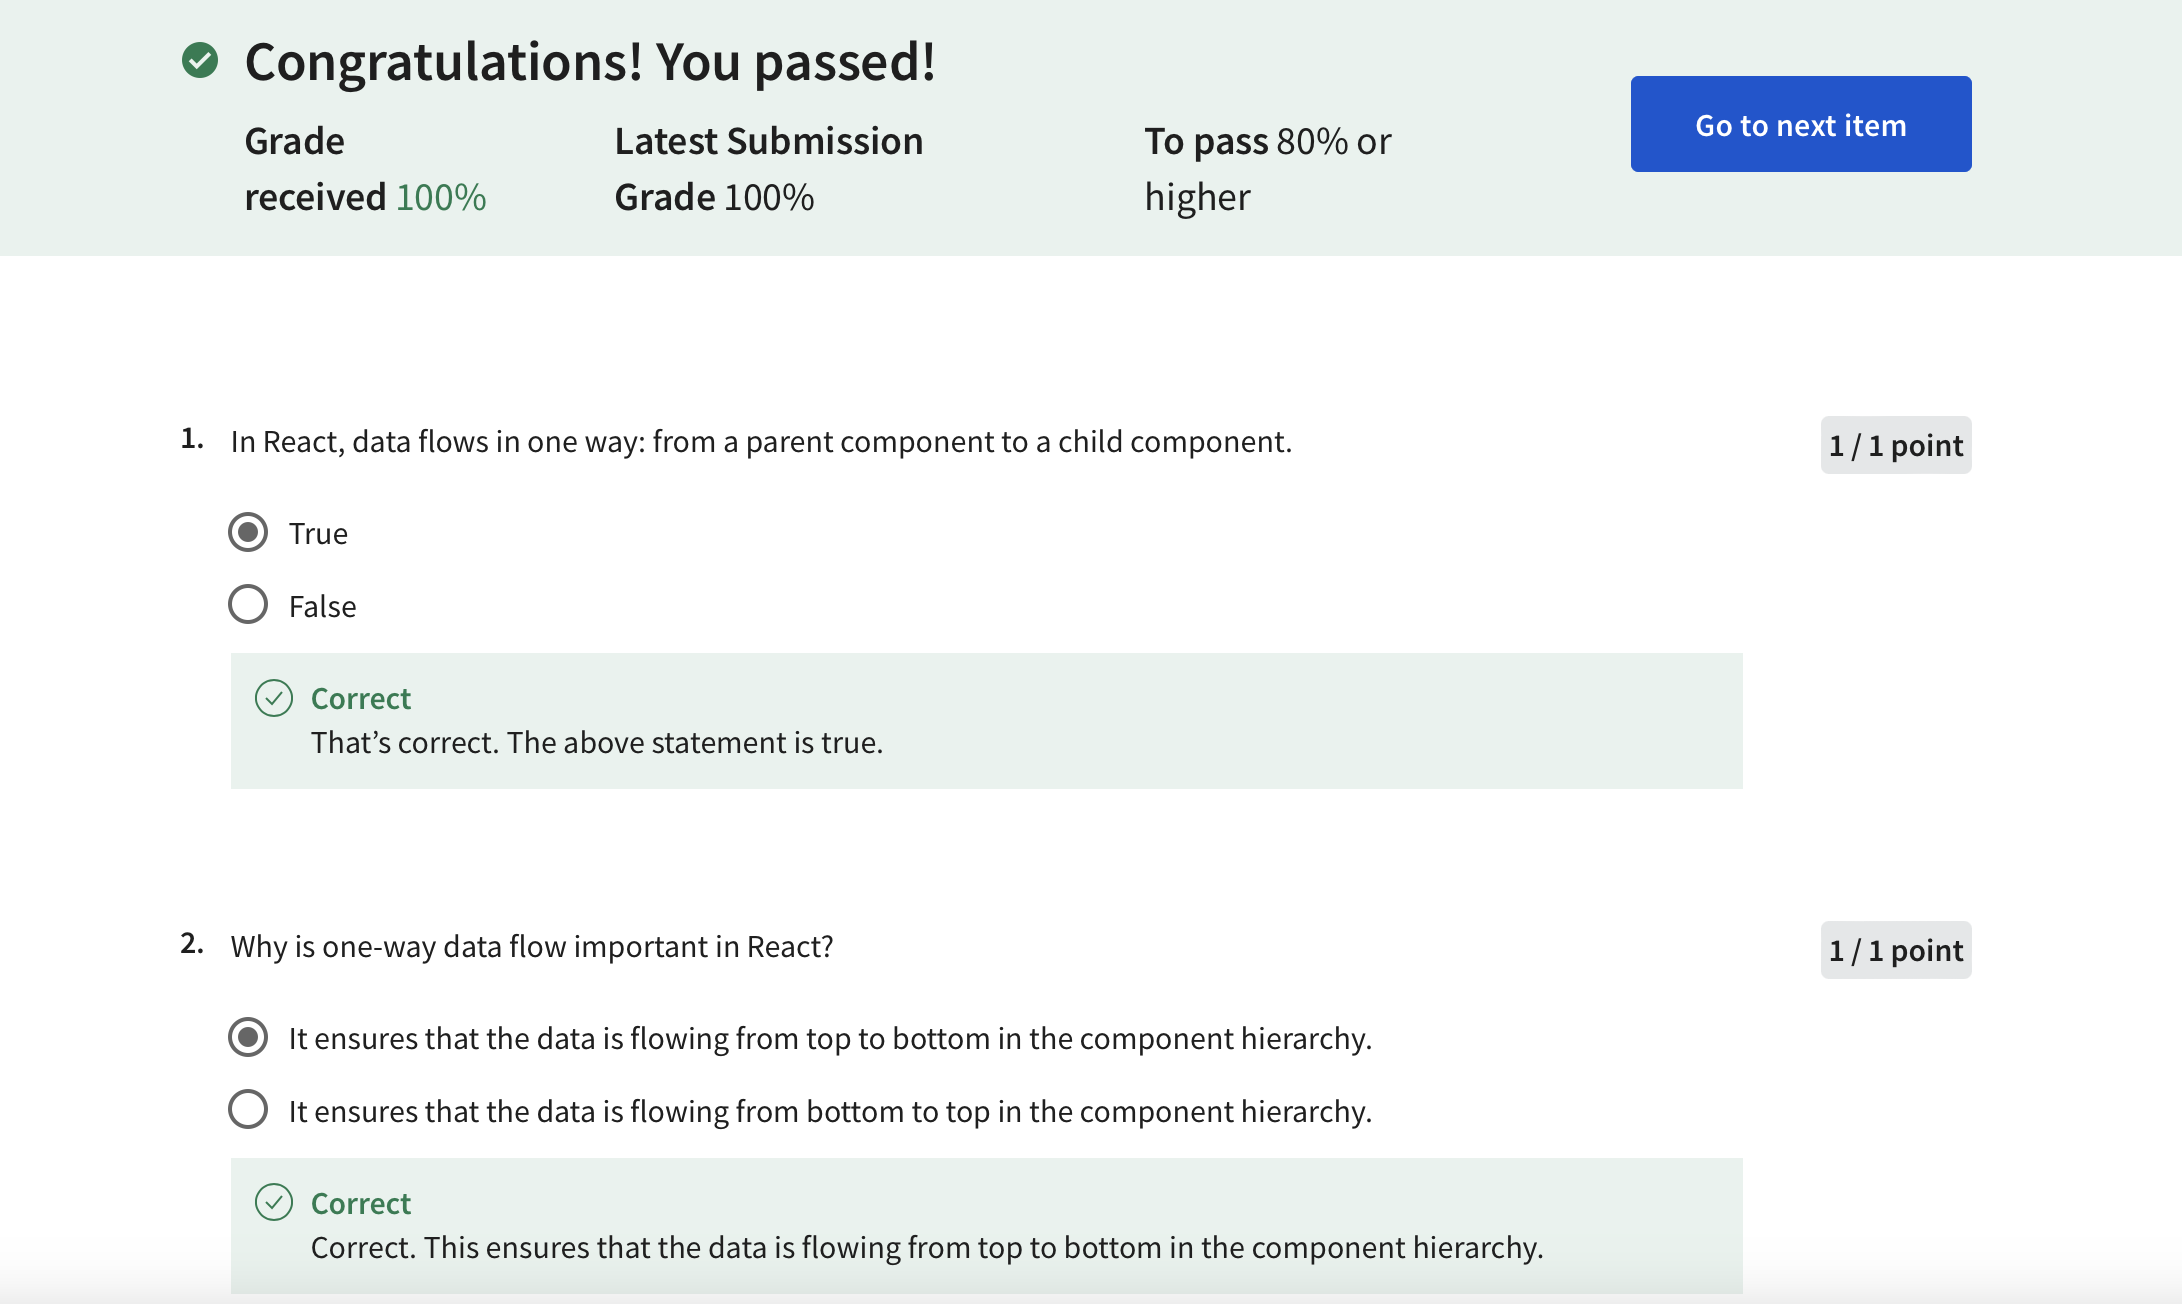 Congratulations! You passed!
Grade received 100%
Latest Submission Grade 100%
To pass 80% or higher
Go to next item
1. In React, data flows in one way: from a parent component to a child component.
1 / 1 point
True
False
Correct
That’s correct. The above statement is true.
2. Why is one-way data flow important in React?
1 / 1 point
It ensures that the data is flowing from top to bottom in the component hierarchy.
It ensures that the data is flowing from bottom to top in the component hierarchy.
Correct
Correct. This ensures that the data is flowing from top to bottom in the component hierarchy.